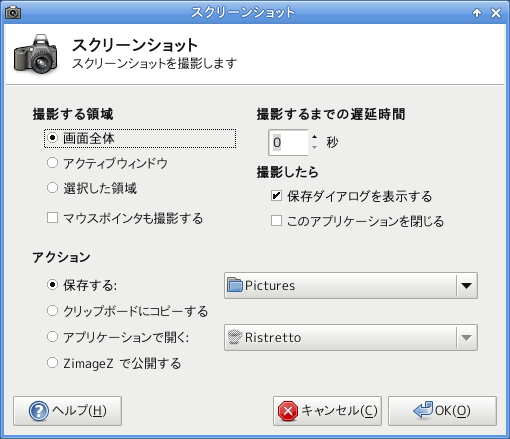 スクリーンショット
スクリーンショット
スクリーンショットを撮影します
撮影する領域
画面全体
アクティブウィンドウ
選択した領域
マウスポインタも撮影する
撮影するまでの遅延時間
0 秒
撮影したら
保存ダイアログを表示する
このアプリケーションを閉じる
アクション
保存する: Pictures
クリップボードにコピーする
アプリケーションで開く: Ristretto
ZimageZ で公開する
ヘルプ(H) キャンセル(C) OK(O)